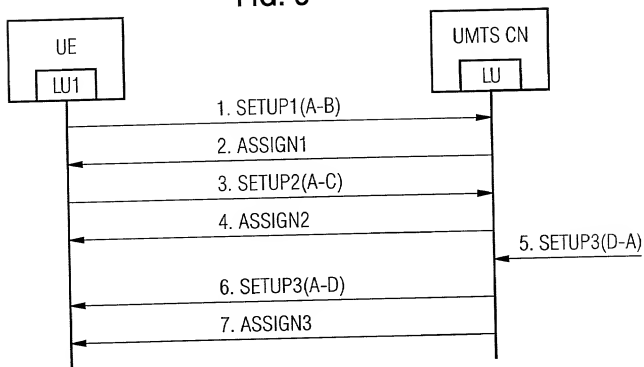 FIG.
UE
UMTS CN
LU1
LU
1. SETUP1(A-B)
2. ASSIGN1
3. SETUP2(A-C)
4. ASSIGN2
5. SETUP3(D-A)
6. SETUP3(A-D)
7. ASSIGN3